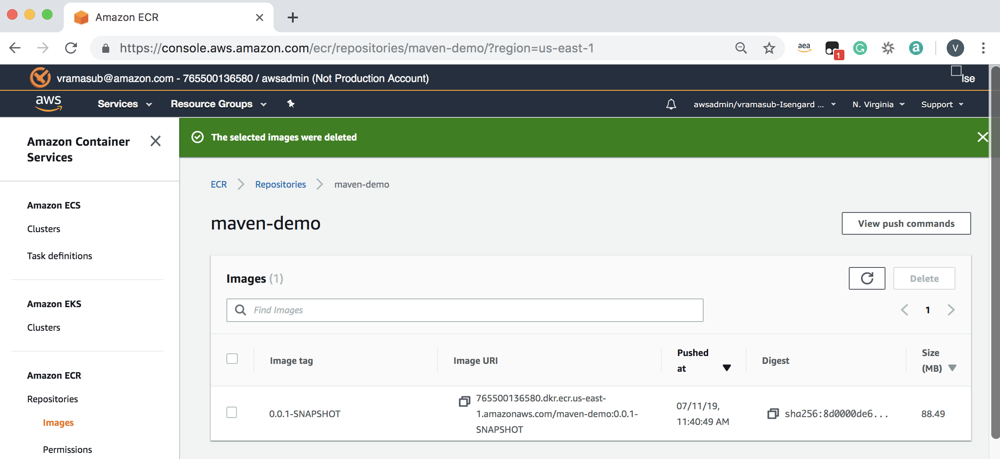 Amazon ECR
https://console.aws.amazon.com/ecr/repositories/maven-demo/?region=us-east-1
aea
1
V
vramasub@amazon.com - 765500136580 / awsadmin (Not Production Account)
Ise
aws
Services
Resource Groups
awsadmin/vramasub-Isengard ...
N. Virginia
Support
Amazon Container
Services
The selected images were deleted
ECR
Repositories
maven-demo
Amazon ECS
Clusters
Task definitions
maven-demo
View push commands
Images (1)
Delete
Find Images
1
Amazon EKS
Clusters
Image tag
Image URI
Pushed
at
Digest
Size
(MB)
Amazon ECR
Repositories
Images
Permissions
0.0.1-SNAPSHOT
765500136580.dkr.ecr.us-east-
1.amazonaws.com/maven-demo:0.0.1-
SNAPSHOT
07/11/19,
11:40:49 AM
sha256:8d0000de6...
88.49